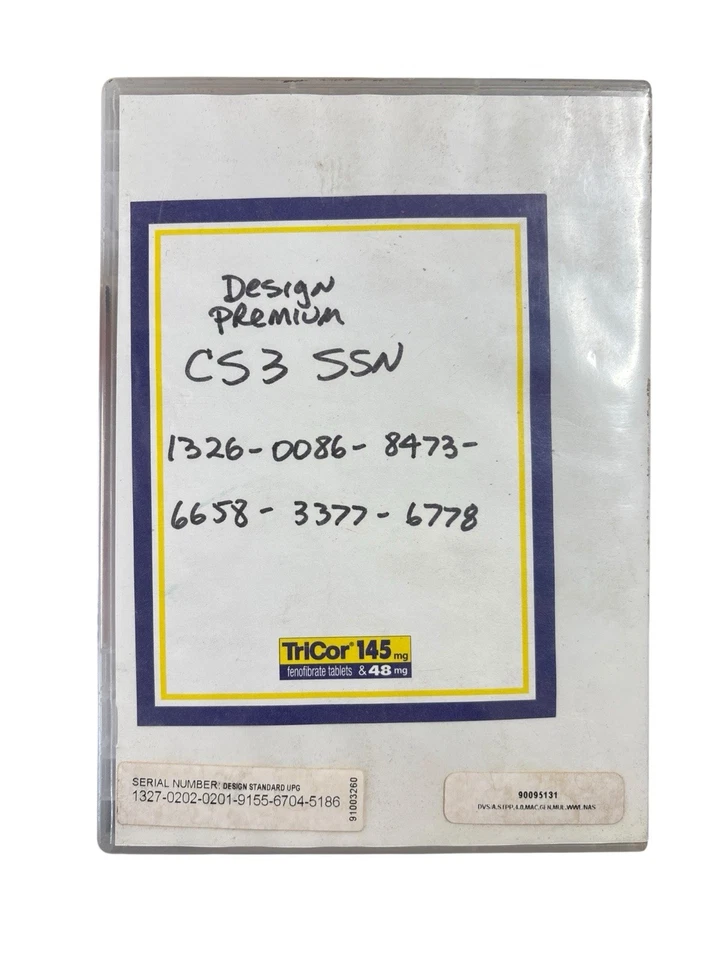 Design
Premium
CS3 SSN
1326-0086-8473-
6658-3377-6778
TriCor® 145 mg
fenofibrate tablets & 48 mg
SERIAL NUMBER: DESIGN STANDARD UPG
1327-0202-0201-9155-6704-5186
91003260
90095131